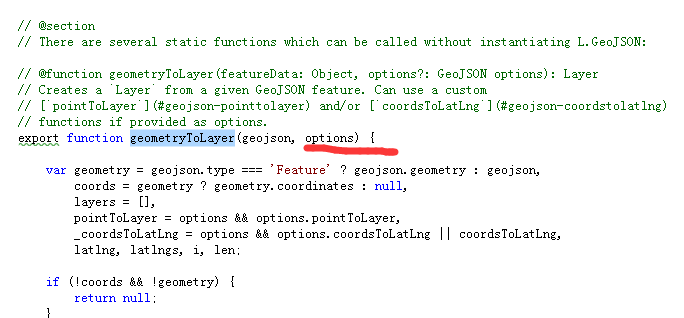 // @section
// There are several static functions which can be called without instantiating L.GeoJSON:
// @function geometryToLayer(featureData: Object, options?: GeoJSON options): Layer
// Creates a `Layer` from a given GeoJSON feature. Can use a custom
// [`pointToLayer`](#geojson-pointtolayer) and/or [`coordsToLatLng`](#geojson-coordstolatlng)
// functions if provided as options.
export function geometryToLayer(geojson, options) {
var geometry = geojson.type === 'Feature' ? geojson.geometry : geojson,
coords = geometry ? geometry.coordinates : null,
layers = [],
pointToLayer = options && options.pointToLayer,
_coordsToLatLng = options && options.coordsToLatLng || coordsToLatLng,
latlng, latlngs, i, len;
if (!coords && !geometry) {
return null;
}